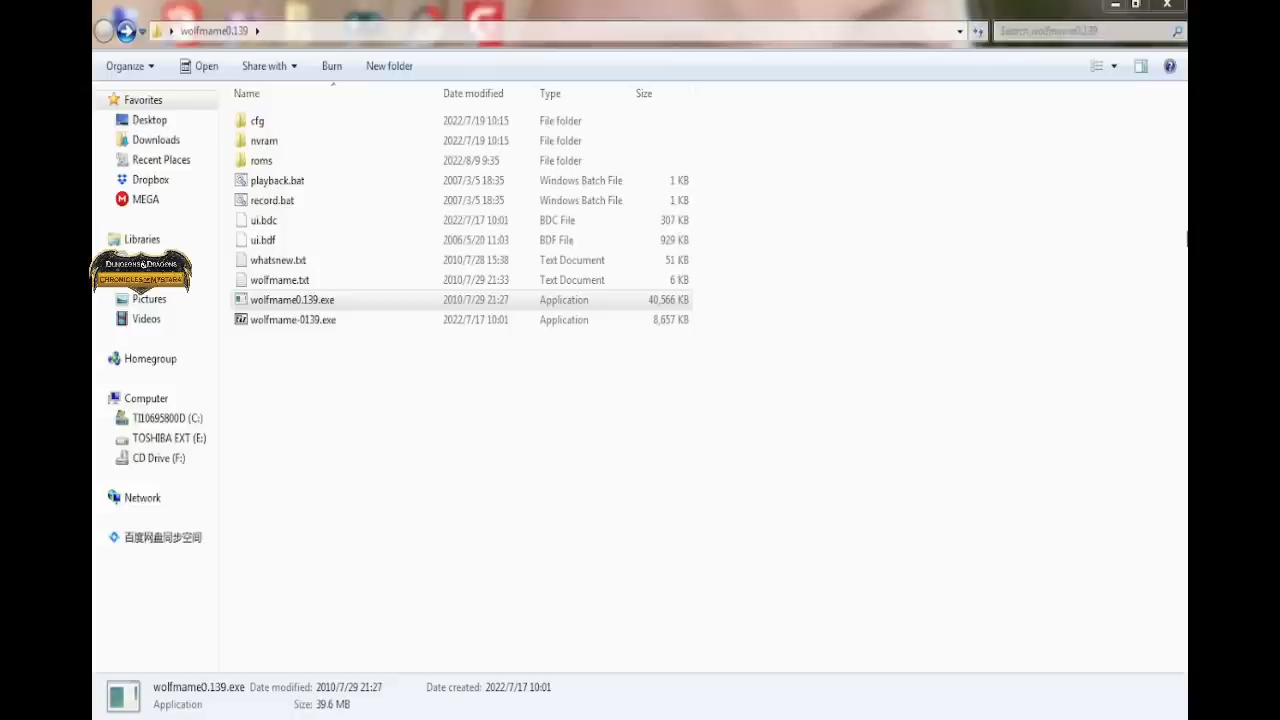 wolfmame0.139
Search wolfmame0.139
Organize Open Share with Burn New folder
Name Date modified Type Size
Favorites
Desktop
Downloads
Recent Places
Dropbox
MEGA
Libraries
DUNGEONS & DRAGONS
CHRONICLES OF MYSTARA
Pictures
Videos
Homegroup
Computer
TI10695800D (C:)
TOSHIBA EXT (E:)
CD Drive (F:)
Network
百度网盘同步空间
cfg 2022/7/19 10:15 File folder
nvram 2022/7/19 10:15 File folder
roms 2022/8/9 9:35 File folder
playback.bat 2007/3/5 18:35 Windows Batch File 1 KB
record.bat 2007/3/5 18:35 Windows Batch File 1 KB
ui.bdc 2022/7/17 10:01 BDC File 307 KB
ui.bdf 2006/5/20 11:03 BDF File 929 KB
whatsnew.txt 2010/7/28 15:38 Text Document 51 KB
wolfmame.txt 2010/7/29 21:33 Text Document 6 KB
wolfmame0.139.exe 2010/7/29 21:27 Application 40,566 KB
wolfmame-0139.exe 2022/7/17 10:01 Application 8,657 KB
wolfmame0.139.exe Date modified: 2010/7/29 21:27 Date created: 2022/7/17 10:01
Application Size: 39.6 MB